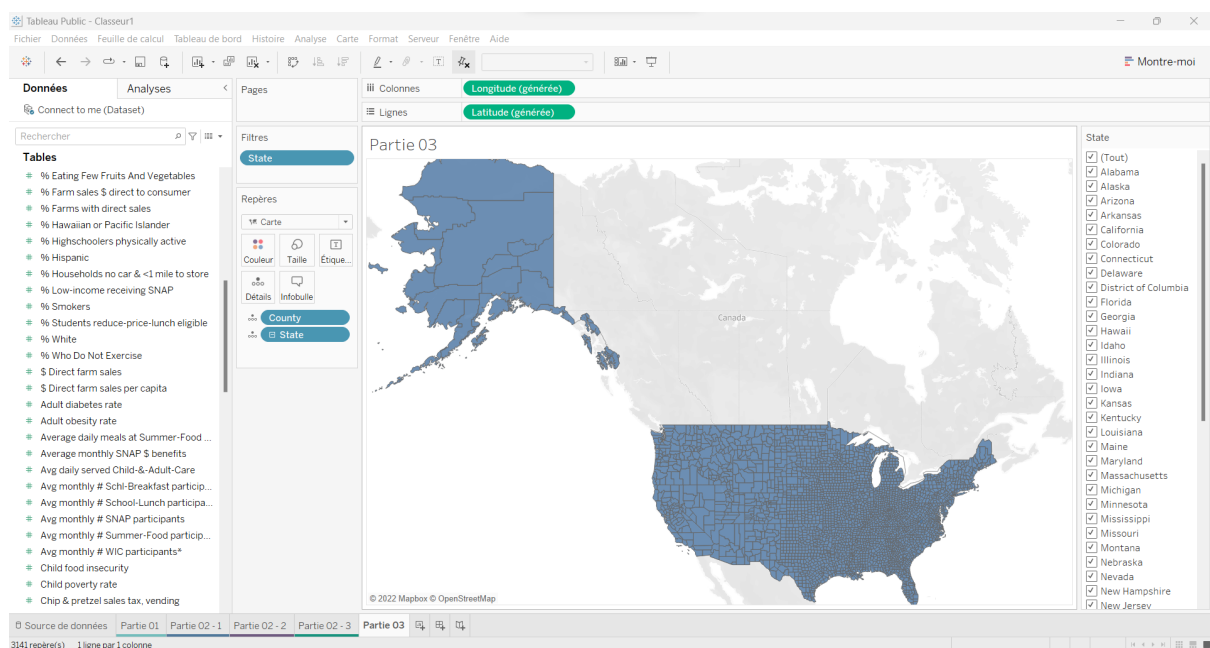 Tableau Public - Classeur1
Fichier Données Feuille de calcul Tableau de bord Histoire Analyse Carte Format Serveur Fenêtre Aide
Montre-moi
Données Analyses
Connect to me (Dataset)
Rechercher
Tables
% Eating Few Fruits And Vegetables
% Farm sales $ direct to consumer
% Farms with direct sales
% Hawaiian or Pacific Islander
% Highschoolers physically active
% Hispanic
% Households no car & <1 mile to store
% Low-income receiving SNAP
% Smokers
% Students reduce-price-lunch eligible
% White
% Who Do Not Exercise
$ Direct farm sales
$ Direct farm sales per capita
Adult diabetes rate
Adult obesity rate
Average daily meals at Summer-Food ...
Average monthly SNAP $ benefits
Avg daily served Child-&-Adult-Care
Avg monthly # Schl-Breakfast particip...
Avg monthly # School-Lunch participa...
Avg monthly # SNAP participants
Avg monthly # Summer-Food particip...
Avg monthly # WIC participants*
Child food insecurity
Child poverty rate
Chip & pretzel sales tax, vending
Pages
Filtres
State
Repères
Carte
Couleur Taille Étique...
Détails Infobulle
County
State
Colonnes Longitude (générée)
Lignes Latitude (générée)
Partie 03
Canada
© 2022 Mapbox © OpenStreetMap
State
(Tout)
Alabama
Alaska
Arizona
Arkansas
California
Colorado
Connecticut
Delaware
District of Columbia
Florida
Georgia
Hawaii
Idaho
Illinois
Indiana
Iowa
Kansas
Kentucky
Louisiana
Maine
Maryland
Massachusetts
Michigan
Minnesota
Mississippi
Missouri
Montana
Nebraska
Nevada
New Hampshire
New Jersey
Source de données Partie 01 Partie 02 - 1 Partie 02 - 2 Partie 02 - 3 Partie 03
3141 repère(s) 1 ligne par 1 colonne